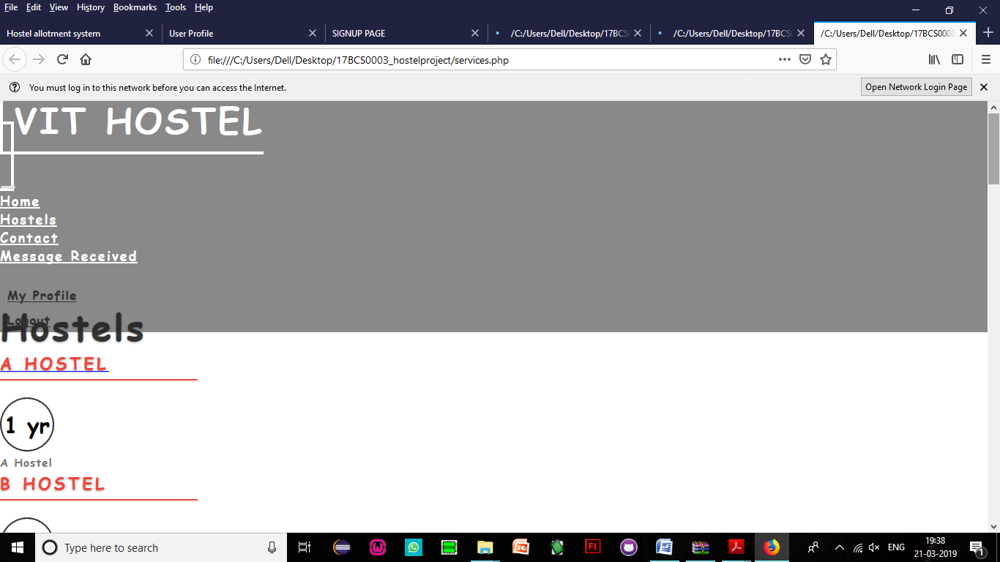 File Edit View History Bookmarks Tools Help
Hostel allotment system
User Profile
SIGNUP PAGE
/C:/Users/Dell/Desktop/17BCS
/C:/Users/Dell/Desktop/17BCS
/C:/Users/Dell/Desktop/17BCS0003
file:///C:/Users/Dell/Desktop/17BCS0003_hostelproject/services.php
You must log in to this network before you can access the Internet.
Open Network Login Page
VIT HOSTEL
Home
Hostels
Contact
Message Received
My Profile
Logout
Hostels
A HOSTEL
1 yr
A Hostel
B HOSTEL
Type here to search
8085
EC
Fl
W
ENG
19:38
21-03-2019
1